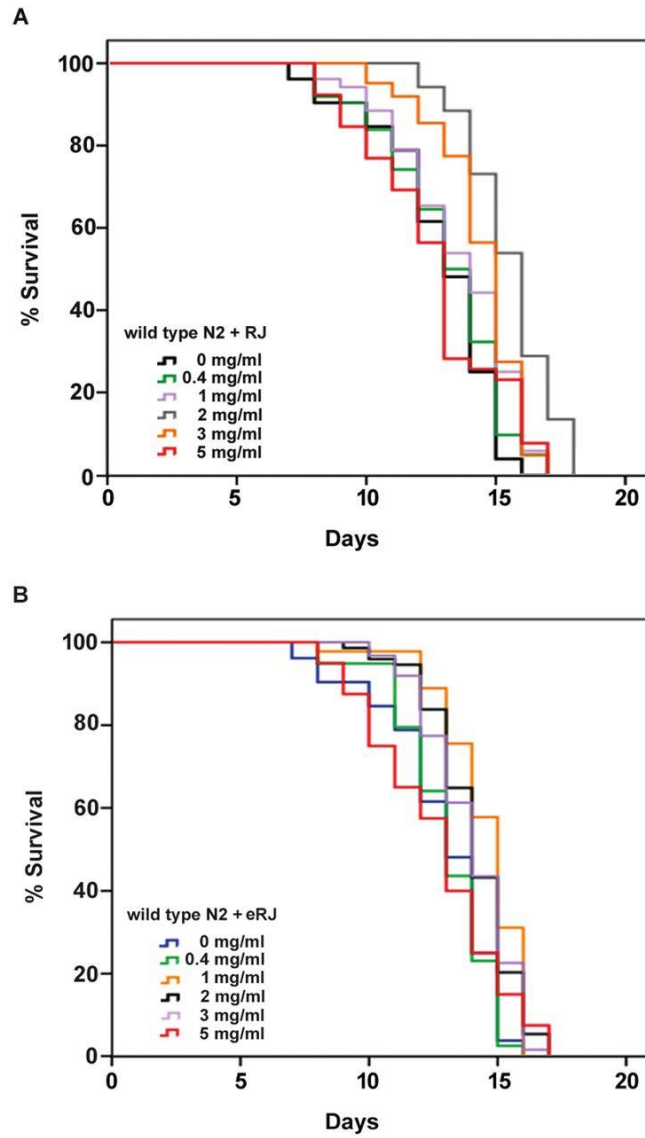 A
100
80
60
40
20
0
% Survival
wild type N2 + RJ
0 mg/ml
0.4 mg/ml
1 mg/ml
2 mg/ml
3 mg/ml
5 mg/ml
0 5 10 15 20
Days
B
100
80
60
40
20
0
% Survival
wild type N2 + eRJ
0 mg/ml
0.4 mg/ml
1 mg/ml
2 mg/ml
3 mg/ml
5 mg/ml
0 5 10 15 20
Days